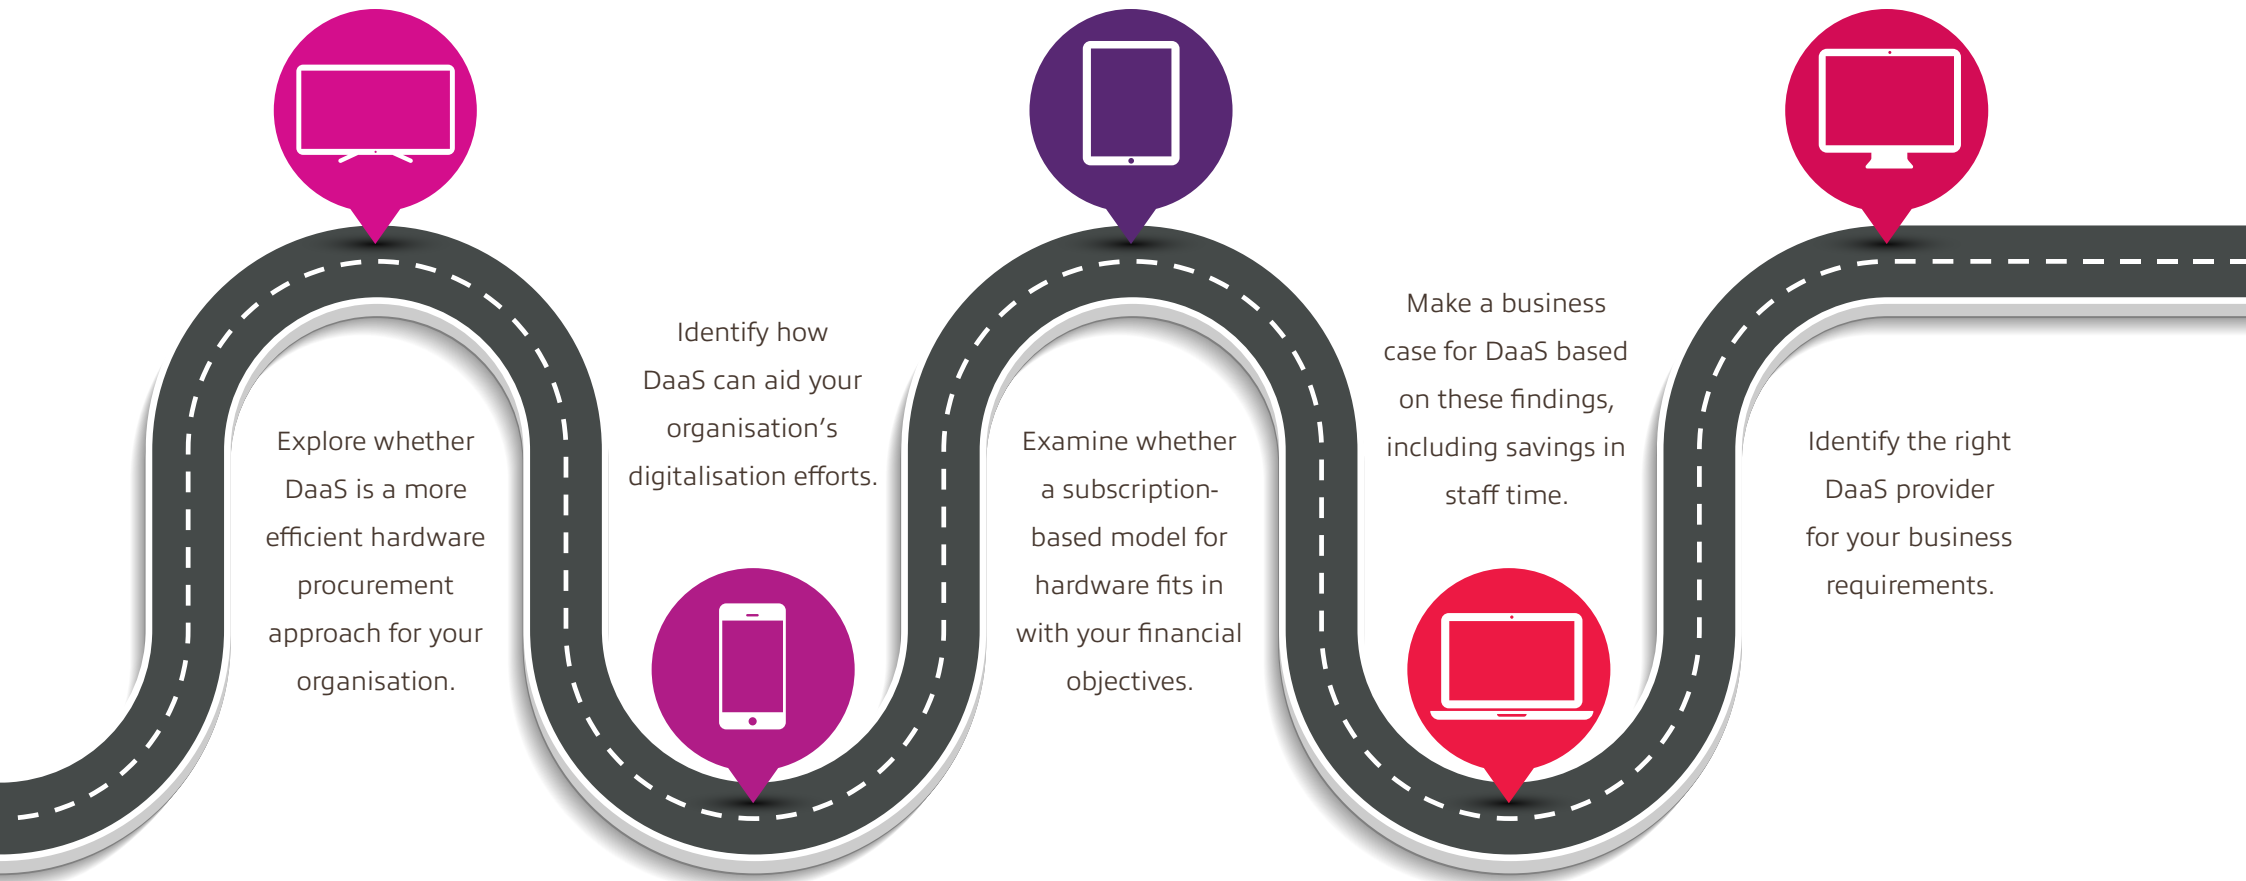 Explore whether
DaaS is a more
efficient hardware
procurement
approach for your
organisation.
Identify how
DaaS can aid your
organisation’s
digitalisation efforts.
Examine whether
a subscription-
based model for
hardware fits in
with your financial
objectives.
Make a business
case for DaaS based
on these findings,
including savings in
staff time.
Identify the right
DaaS provider
for your business
requirements.